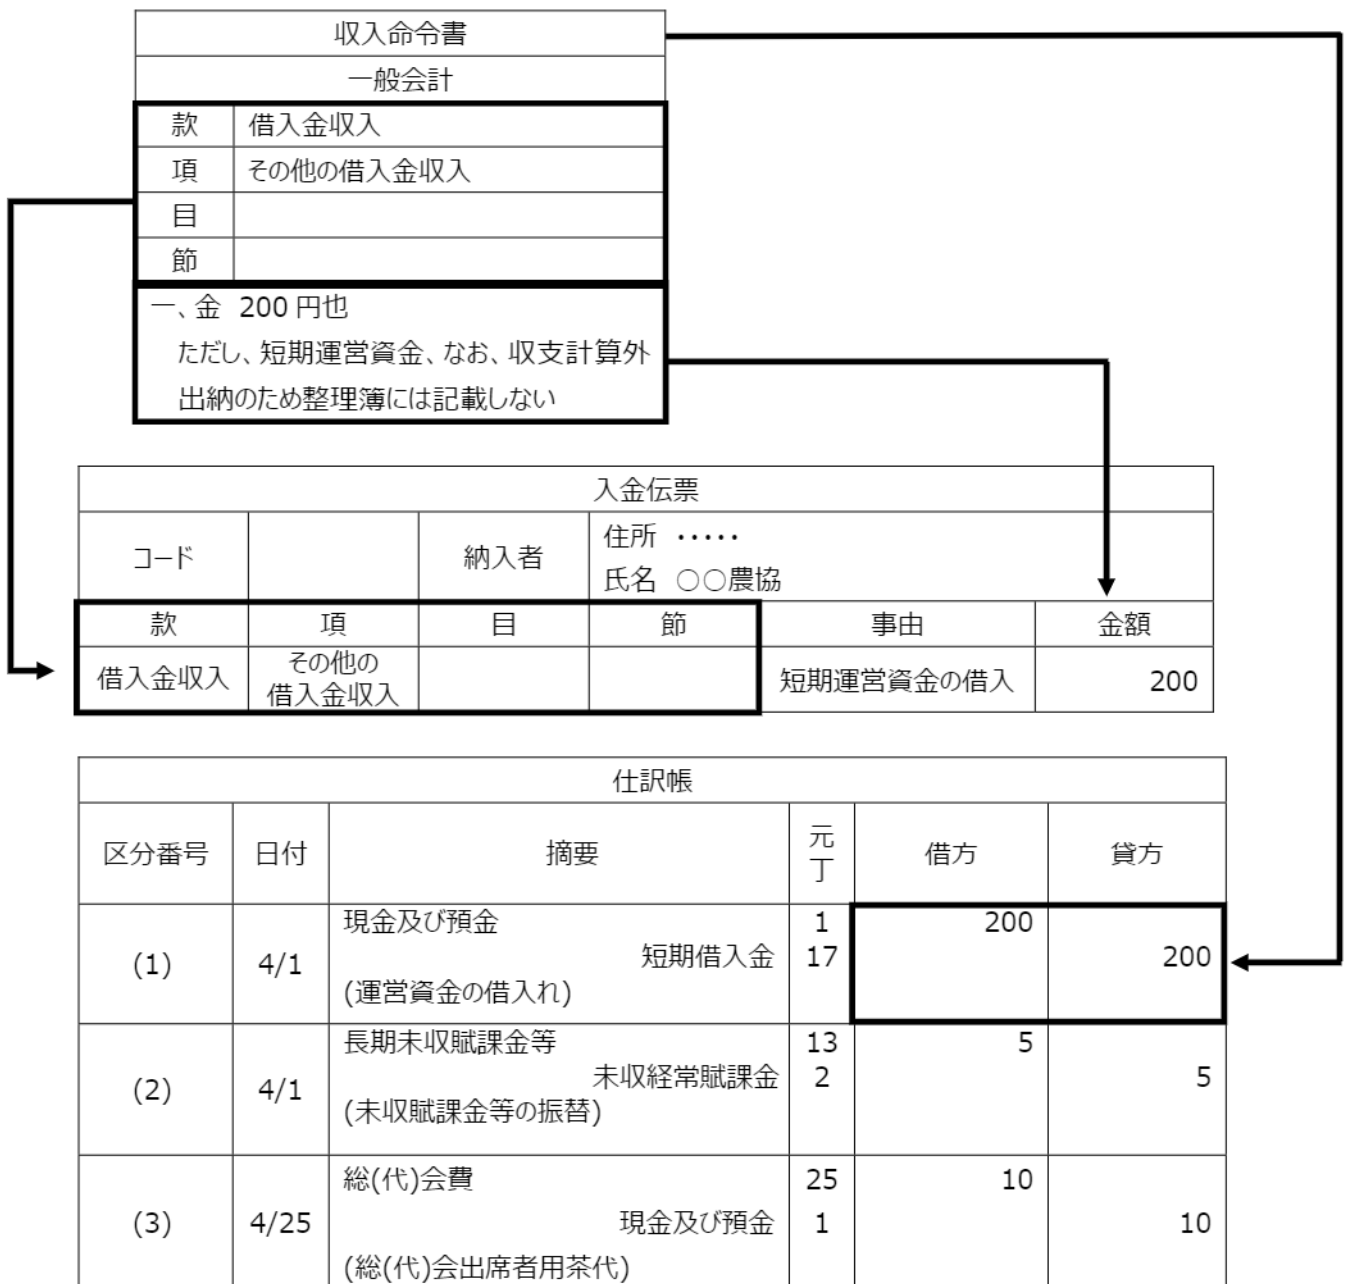 収入命令書
一般会計
款 借入金収入
項 その他の借入金収入
目
節
一、金 200 円也
ただし、短期運営資金、なお、収支計算外
出納のため整理簿には記載しない
入金伝票
コード 納入者 住所 ・・・・・
氏名 ○○農協
款 項 目 節 事由 金額
借入金収入 その他の
借入金収入 短期運営資金の借入 200
仕訳帳
区分番号 日付 摘要 元
丁 借方 貸方
(1) 4/1 現金及び預金 1 200
短期借入金 17 200
(運営資金の借入れ)
(2) 4/1 長期未収賦課金等 13 5
未収経常賦課金 2 5
(未収賦課金等の振替)
(3) 4/25 総(代)会費 25 10
現金及び預金 1 10
(総(代)会出席者用茶代)